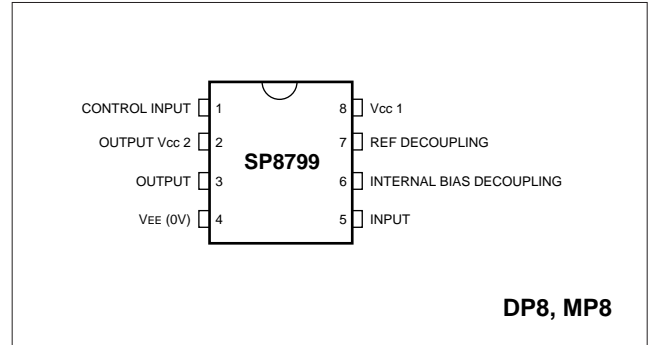 CONTROL INPUT 1 8 Vcc 1
OUTPUT Vcc 2 2 7 REF DECOUPLING
SP8799
OUTPUT 3 6 INTERNAL BIAS DECOUPLING
VEE (0V) 4 5 INPUT
DP8, MP8